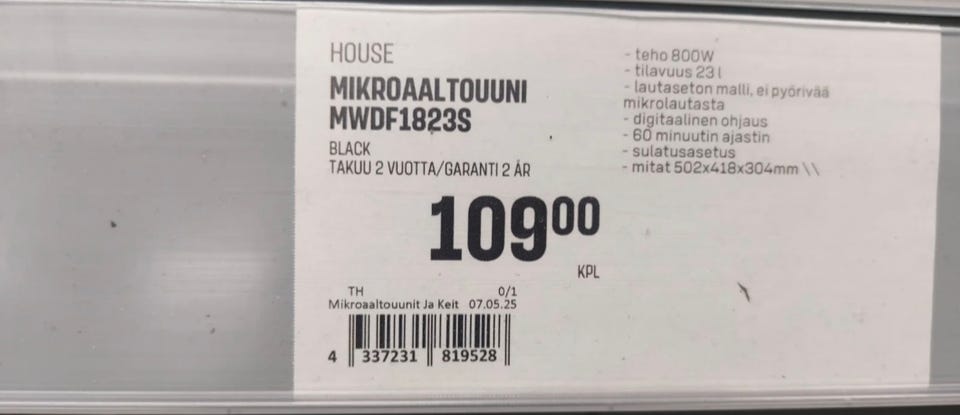 HOUSE
MIKROAALTOUUNI
MWDF1823S
BLACK
TAKUU 2 VUOTTA/GARANTI 2 ÅR
10900
KPL
- teho 800W
- tilavuus 23 l
- lautaseton malli, ei pyörivää
mikrolautasta
- digitaalinen ohjaus
- 60 minuutin ajastin
- sulatusasetus
- mitat 502x418x304mm \\
TH 0/1
Mikroaaltouunit Ja Keit 07.05.25
4 337231 819528